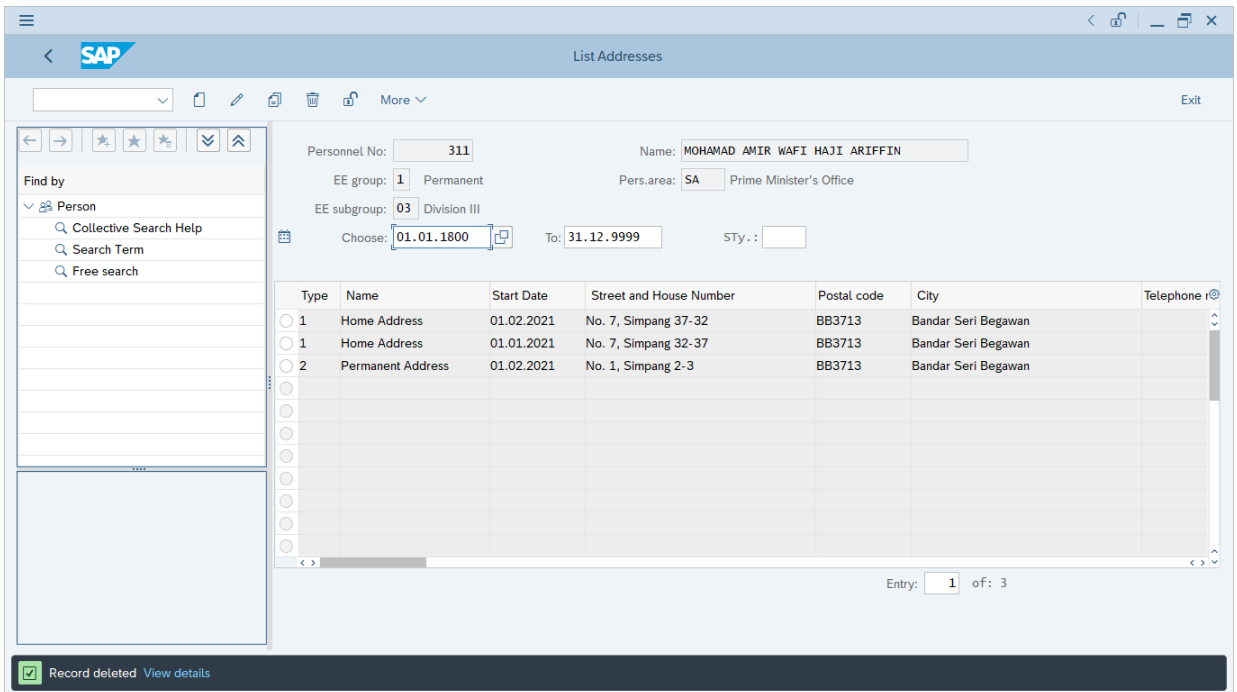 SAP
List Addresses
More
Exit
Personnel No: 311 Name: MOHAMAD AMIR WAFI HAJI ARIFFIN
Find by
EE group: 1 Permanent Pers.area: SA Prime Minister's Office
Person
EE subgroup: 03 Division III
Collective Search Help
Choose: 01.01.1800 To: 31.12.9999 STy.:
Search Term
Free search
Type Name Start Date Street and House Number Postal code City Telephone
1 Home Address 01.02.2021 No. 7, Simpang 37-32 BB3713 Bandar Seri Begawan
1 Home Address 01.01.2021 No. 7, Simpang 32-37 BB3713 Bandar Seri Begawan
2 Permanent Address 01.02.2021 No. 1, Simpang 2-3 BB3713 Bandar Seri Begawan
Entry: 1 of: 3
Record deleted View details